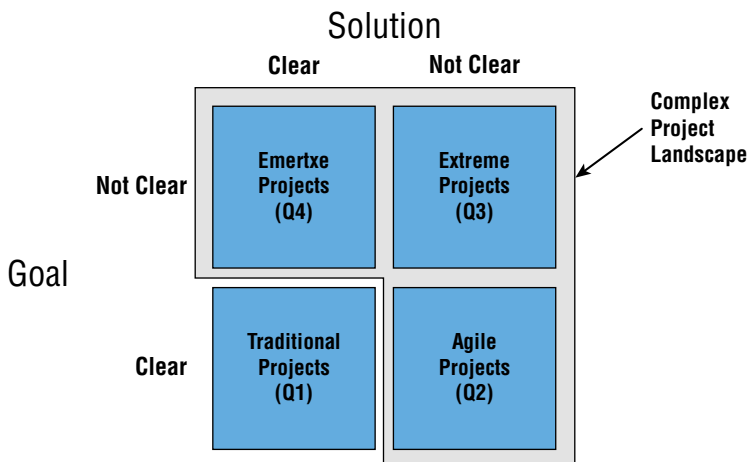 Solution
Clear
Not Clear
Complex
Project
Landscape
Not Clear
Emertxe
Projects
(Q4)
Extreme
Projects
(Q3)
Goal
Clear
Traditional
Projects
(Q1)
Agile
Projects
(Q2)